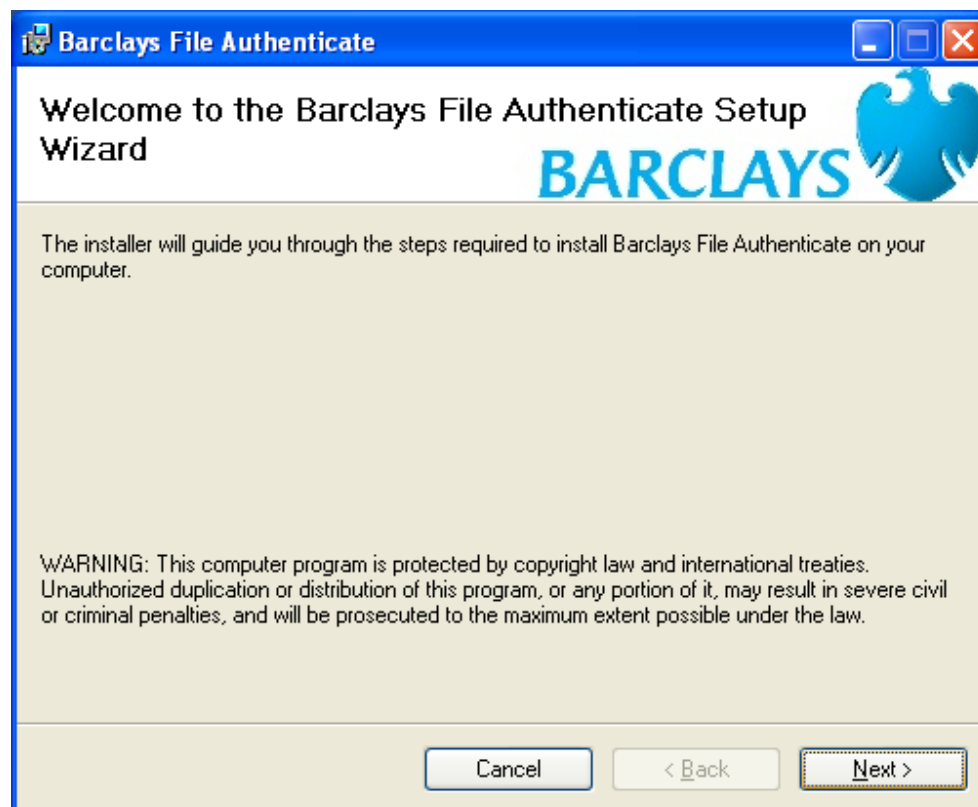 Barclays File Authenticate
Welcome to the Barclays File Authenticate Setup
Wizard
BARCLAYS
The installer will guide you through the steps required to install Barclays File Authenticate on your
computer.
WARNING: This computer program is protected by copyright law and international treaties.
Unauthorized duplication or distribution of this program, or any portion of it, may result in severe civil
or criminal penalties, and will be prosecuted to the maximum extent possible under the law.
Cancel
< Back
Next >